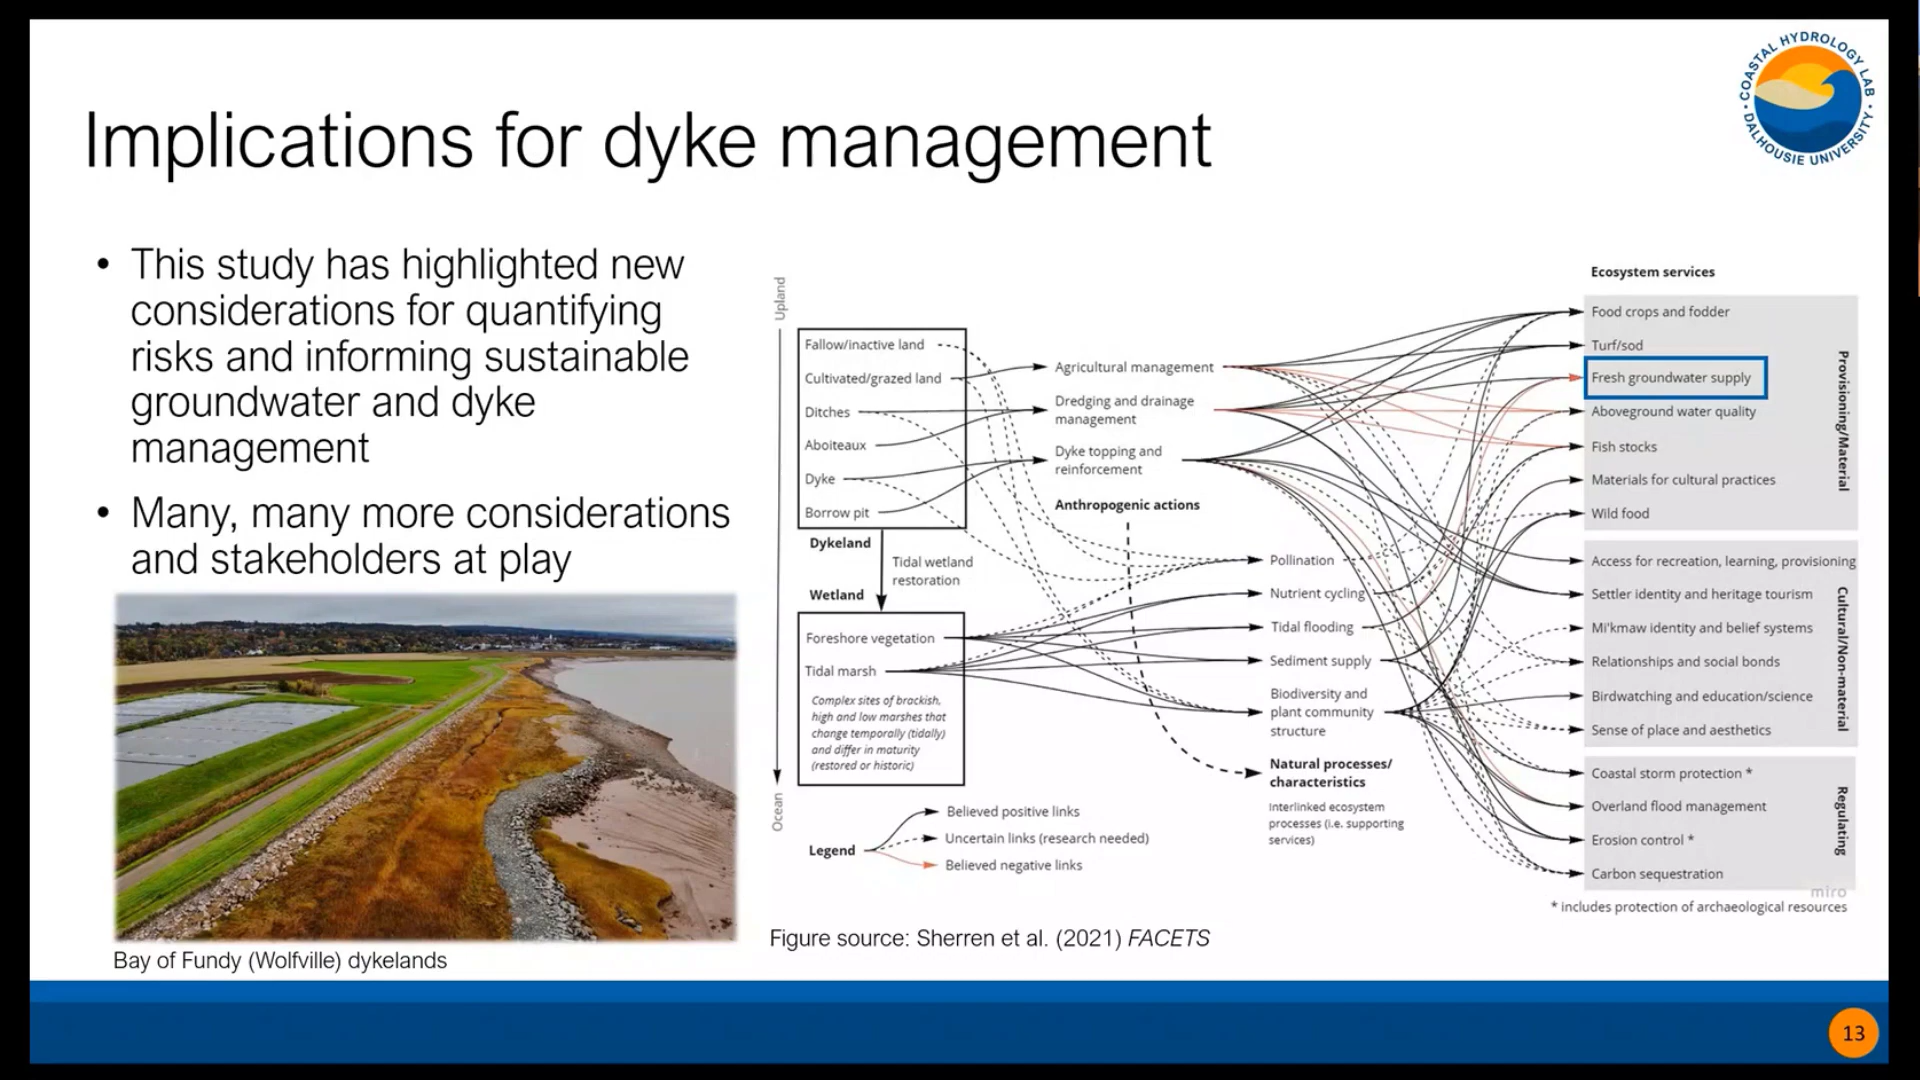 COASTAL HYDROLOGY LAB
• DALHOUSIE UNIVERSITY •
Implications for dyke management
• This study has highlighted new
considerations for quantifying
risks and informing sustainable
groundwater and dyke
management
• Many, many more considerations
and stakeholders at play
Bay of Fundy (Wolfville) dykelands
Upland
Ocean
Fallow/inactive land
Cultivated/grazed land
Ditches
Aboiteaux
Dyke
Borrow pit
Dykeland
Tidal wetland
restoration
Wetland
Foreshore vegetation
Tidal marsh
Complex sites of brackish,
high and low marshes that
change temporally (tidally)
and differ in maturity
(restored or historic)
Legend
Believed positive links
Uncertain links (research needed)
Believed negative links
Agricultural management
Dredging and drainage
management
Dyke topping and
reinforcement
Anthropogenic actions
Pollination
Nutrient cycling
Tidal flooding
Sediment supply
Biodiversity and
plant community
structure
Natural processes/
characteristics
Interlinked ecosystem
processes (i.e. supporting
services)
Ecosystem services
Food crops and fodder
Turf/sod
Fresh groundwater supply
Aboveground water quality
Fish stocks
Materials for cultural practices
Wild food
Provisioning/Material
Access for recreation, learning, provisioning
Settler identity and heritage tourism
Mi'kmaw identity and belief systems
Relationships and social bonds
Birdwatching and education/science
Sense of place and aesthetics
Cultural/Non-material
Coastal storm protection *
Overland flood management
Erosion control *
Carbon sequestration
Regulating
miro
* includes protection of archaeological resources
Figure source: Sherren et al. (2021) FACETS
13